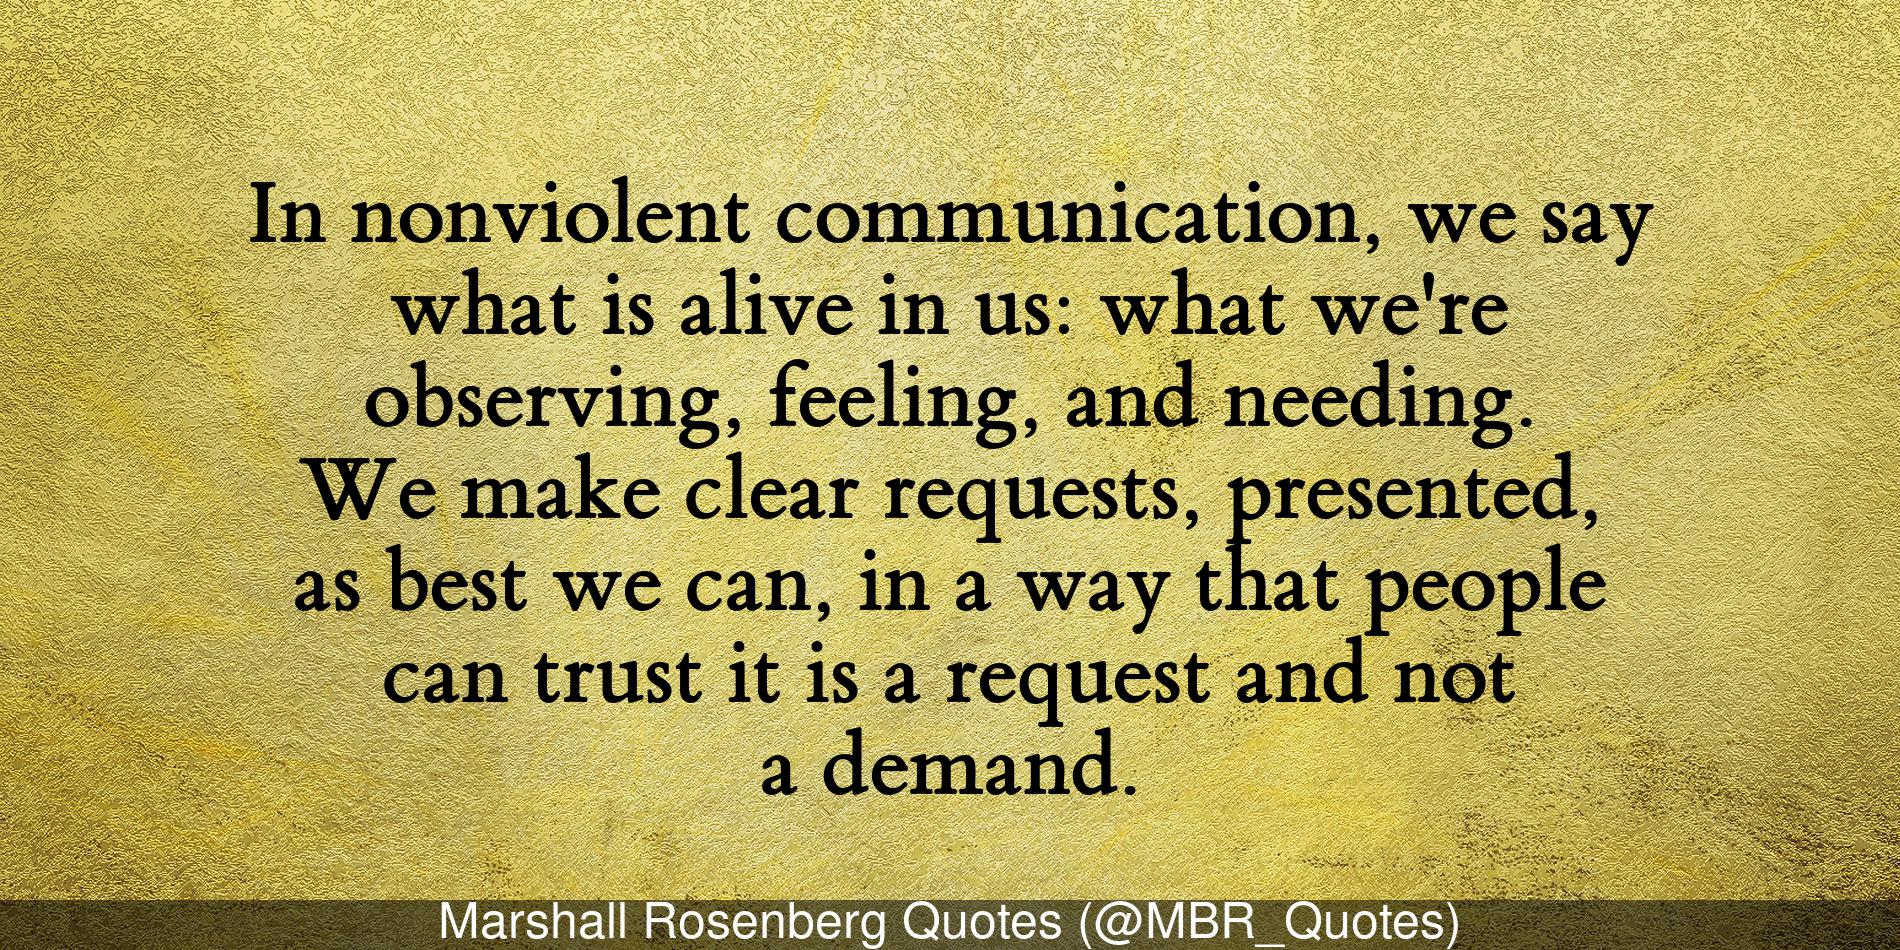 In nonviolent communication, we say
what is alive in us: what we're
observing, feeling, and needing.
We make clear requests, presented,
as best we can, in a way that people
can trust it is a request and not
a demand.
Marshall Rosenberg Quotes (@MBR_Quotes)